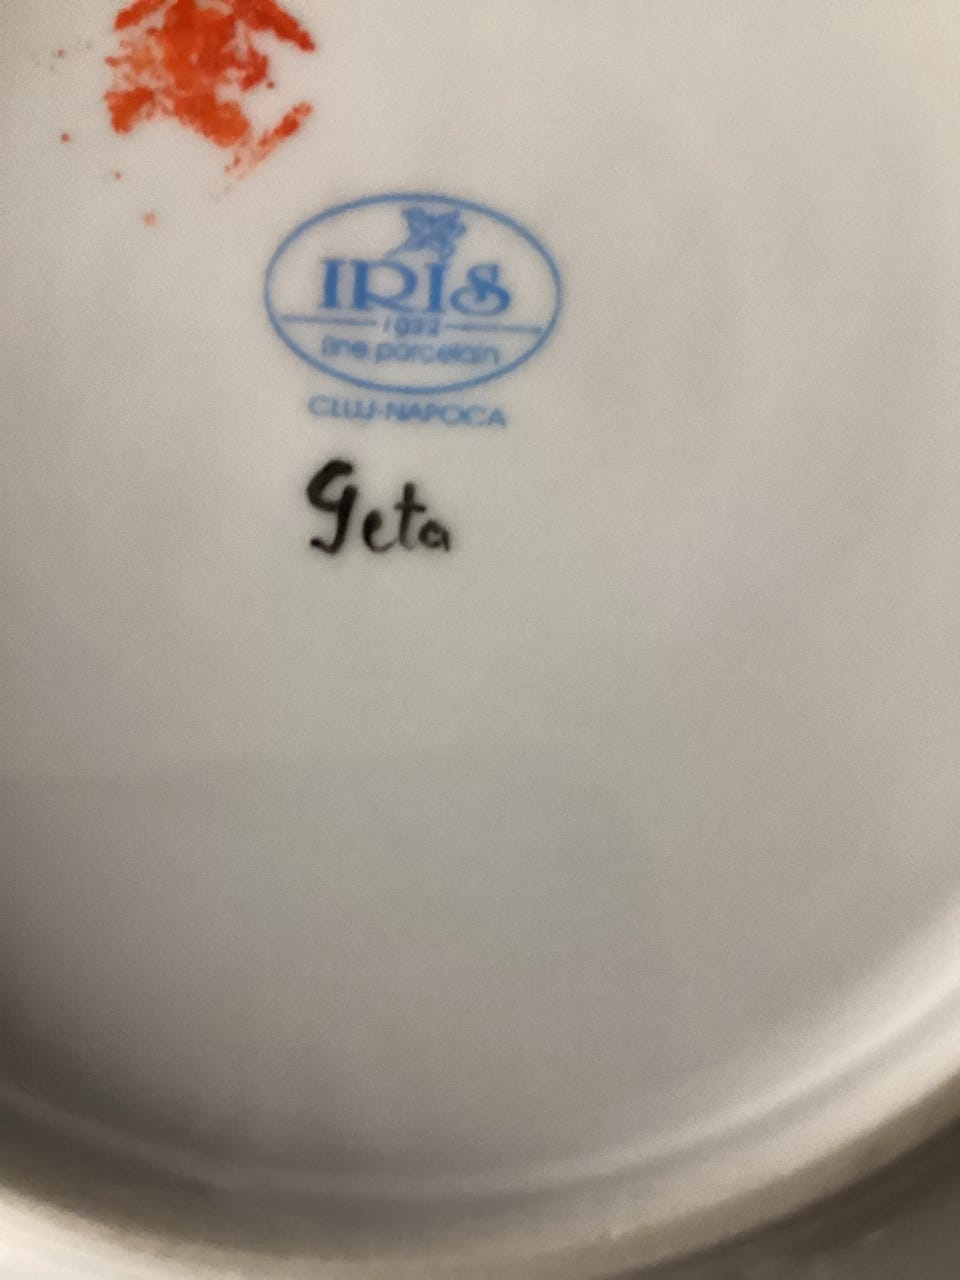 IRIS
1922
fine porcelain
CLUJ-NAPOCA
Geta